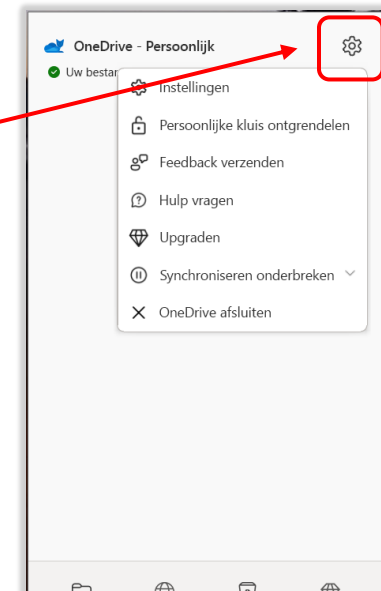 OneDrive - Persoonlijk
Uw bestan
Instellingen
Persoonlijke kluis ontgrendelen
Feedback verzenden
Hulp vragen
Upgraden
Synchroniseren onderbreken
OneDrive afsluiten